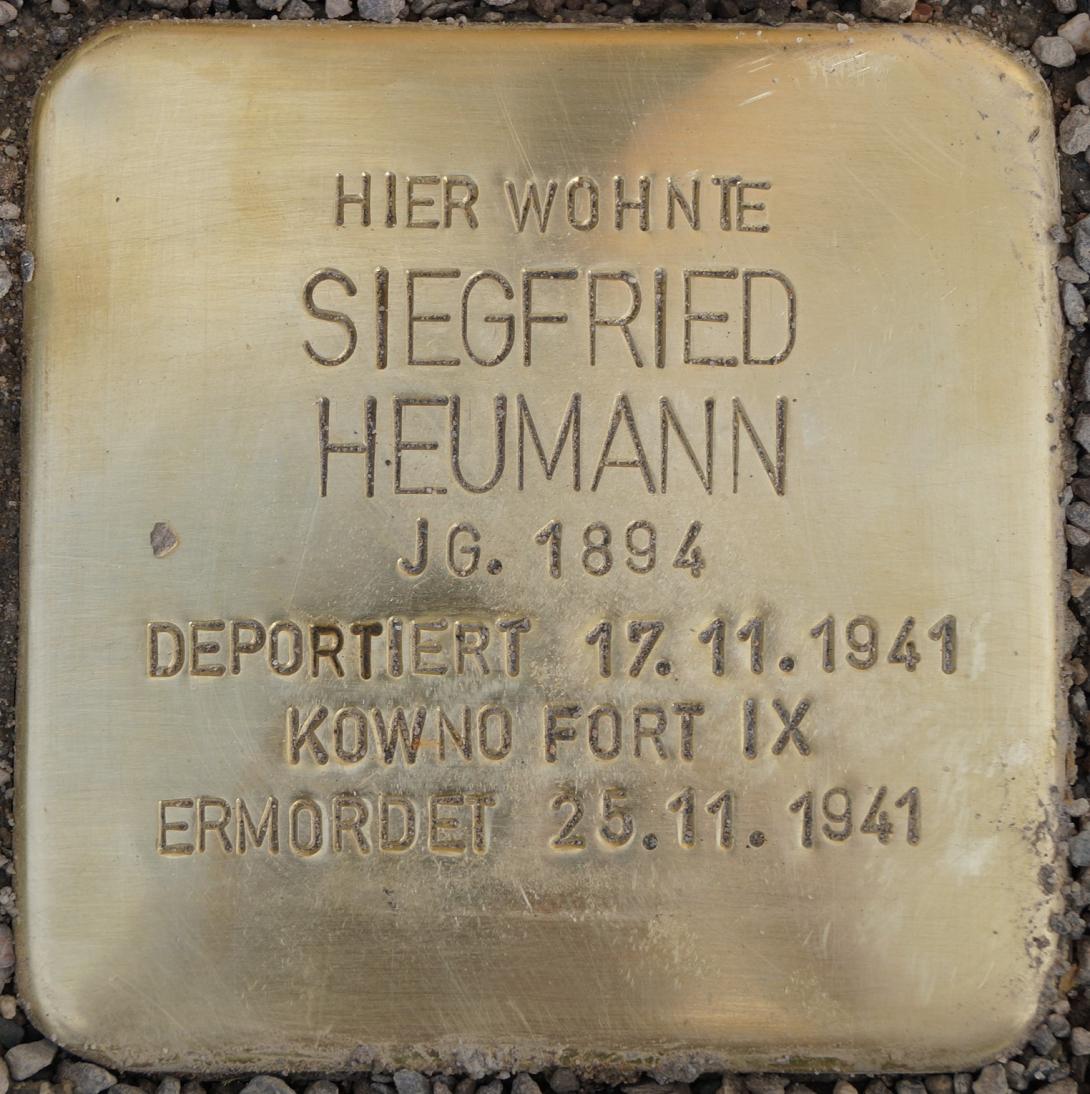 HIER WOHNTE
SIEGFRIED
HEUMANN
JG. 1894
DEPORTIERT 17. 11. 1941
KOWNO FORT IX
ERMORDET 25. 11. 1941